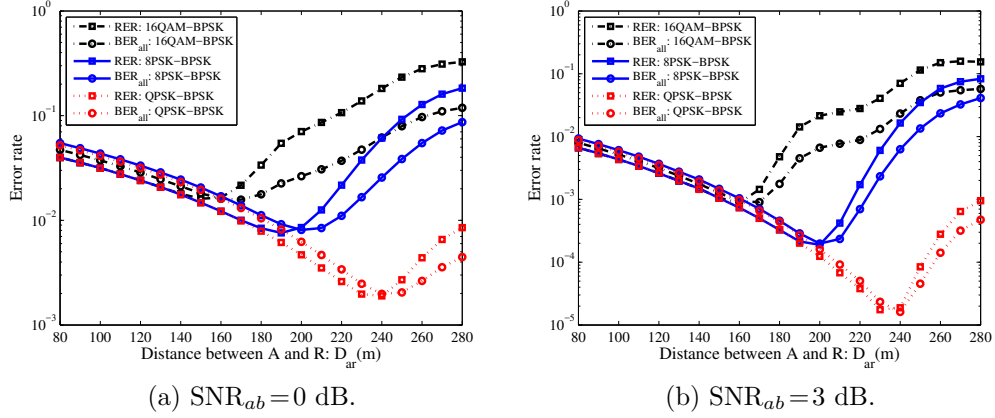 10⁰
10⁻¹
10⁻²
10⁻³
Error rate
RER: 16QAM−BPSK
BER_all: 16QAM−BPSK
RER: 8PSK−BPSK
BER_all: 8PSK−BPSK
RER: QPSK−BPSK
BER_all: QPSK−BPSK
80 100 120 140 160 180 200 220 240 260 280
Distance between A and R: D_ar(m)
(a) SNR_ab=0 dB.
10⁰
10⁻¹
10⁻²
10⁻³
10⁻⁴
10⁻⁵
Error rate
RER: 16QAM−BPSK
BER_all: 16QAM−BPSK
RER: 8PSK−BPSK
BER_all: 8PSK−BPSK
RER: QPSK−BPSK
BER_all: QPSK−BPSK
80 100 120 140 160 180 200 220 240 260 280
Distance between A and R: D_ar(m)
(b) SNR_ab=3 dB.